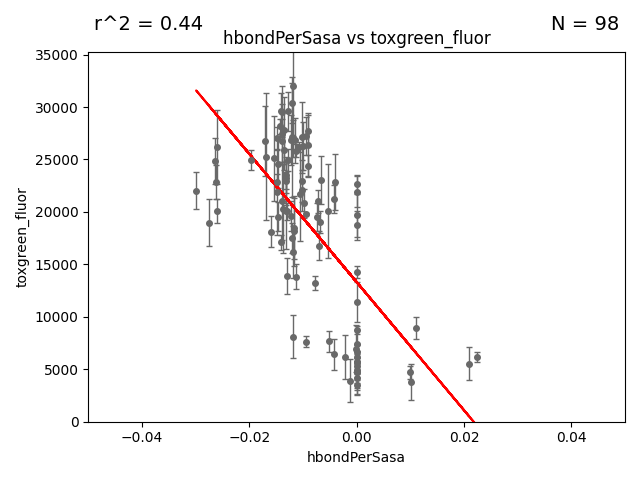 r^2 = 0.44
N = 98
hbondPerSasa vs toxgreen_fluor
35000
30000
25000
20000
15000
10000
5000
0
toxgreen_fluor
−0.04
−0.02
0.00
0.02
0.04
hbondPerSasa